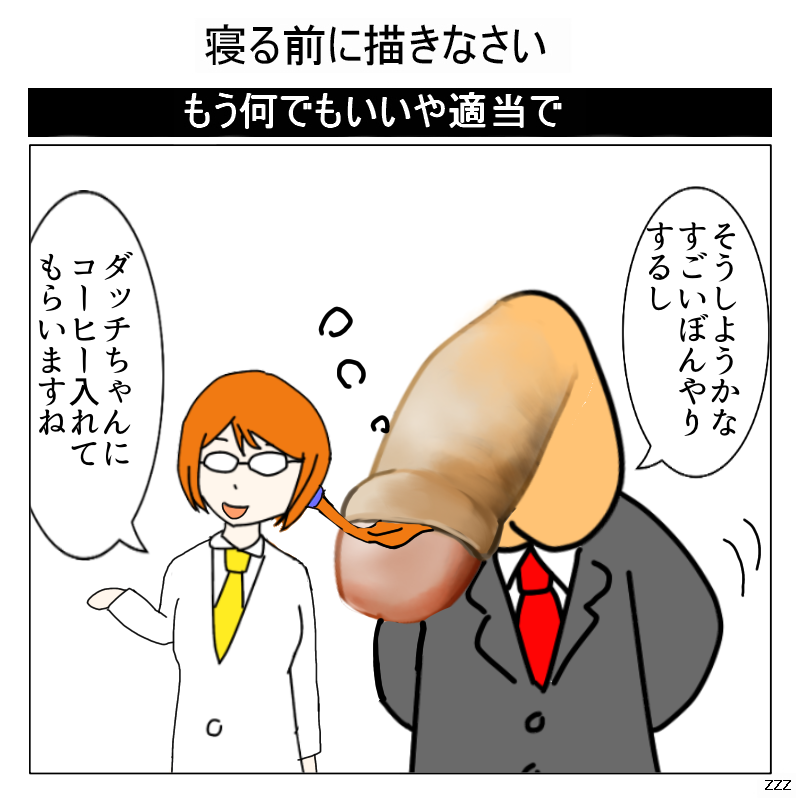 寝る前に描きなさい
もう何でもいいや適当で
そうしようかな
すごいぼんやり
するし
ダッチちゃんに
コーヒー入れて
もらいますね
zzz